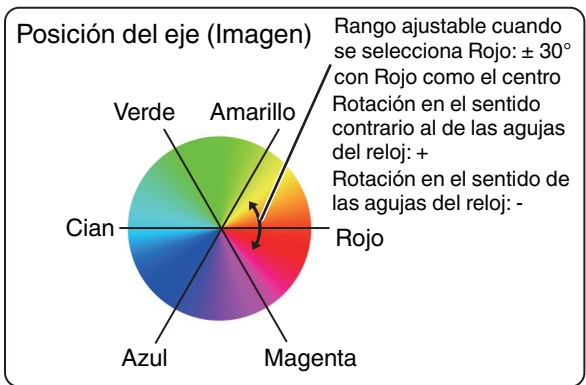 Posición del eje (Imagen)
Rango ajustable cuando
se selecciona Rojo: ± 30°
con Rojo como el centro
Rotación en el sentido
contrario al de las agujas
del reloj: +
Rotación en el sentido de
las agujas del reloj: -
Verde
Amarillo
Cian
Rojo
Azul
Magenta